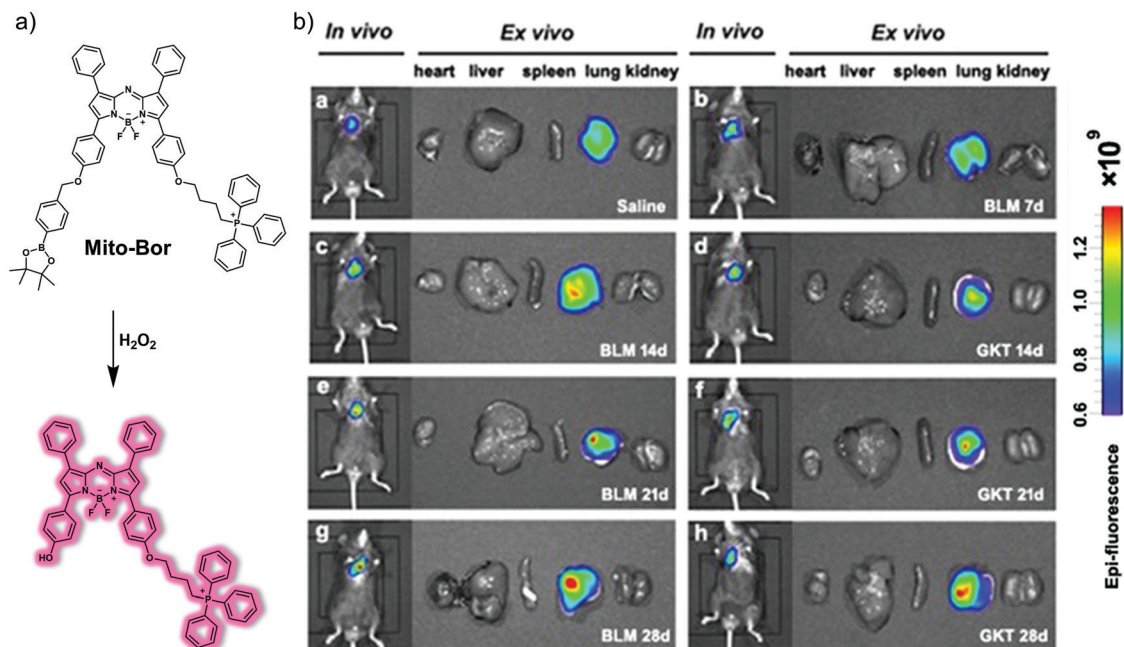 a)
N
N
N
B
−
+
F
F
O
O
B
O
O
P
+
Mito-Bor
H₂O₂
N
N
N
B
−
+
F
F
HO
O
P
+
b)
In vivo
Ex vivo
In vivo
Ex vivo
heart liver spleen lung kidney
heart liver spleen lung kidney
a
Saline
b
BLM 7d
c
BLM 14d
d
GKT 14d
e
BLM 21d
f
GKT 21d
g
BLM 28d
h
GKT 28d
×10⁹
1.2
1.0
0.8
0.6
Epi-fluorescence